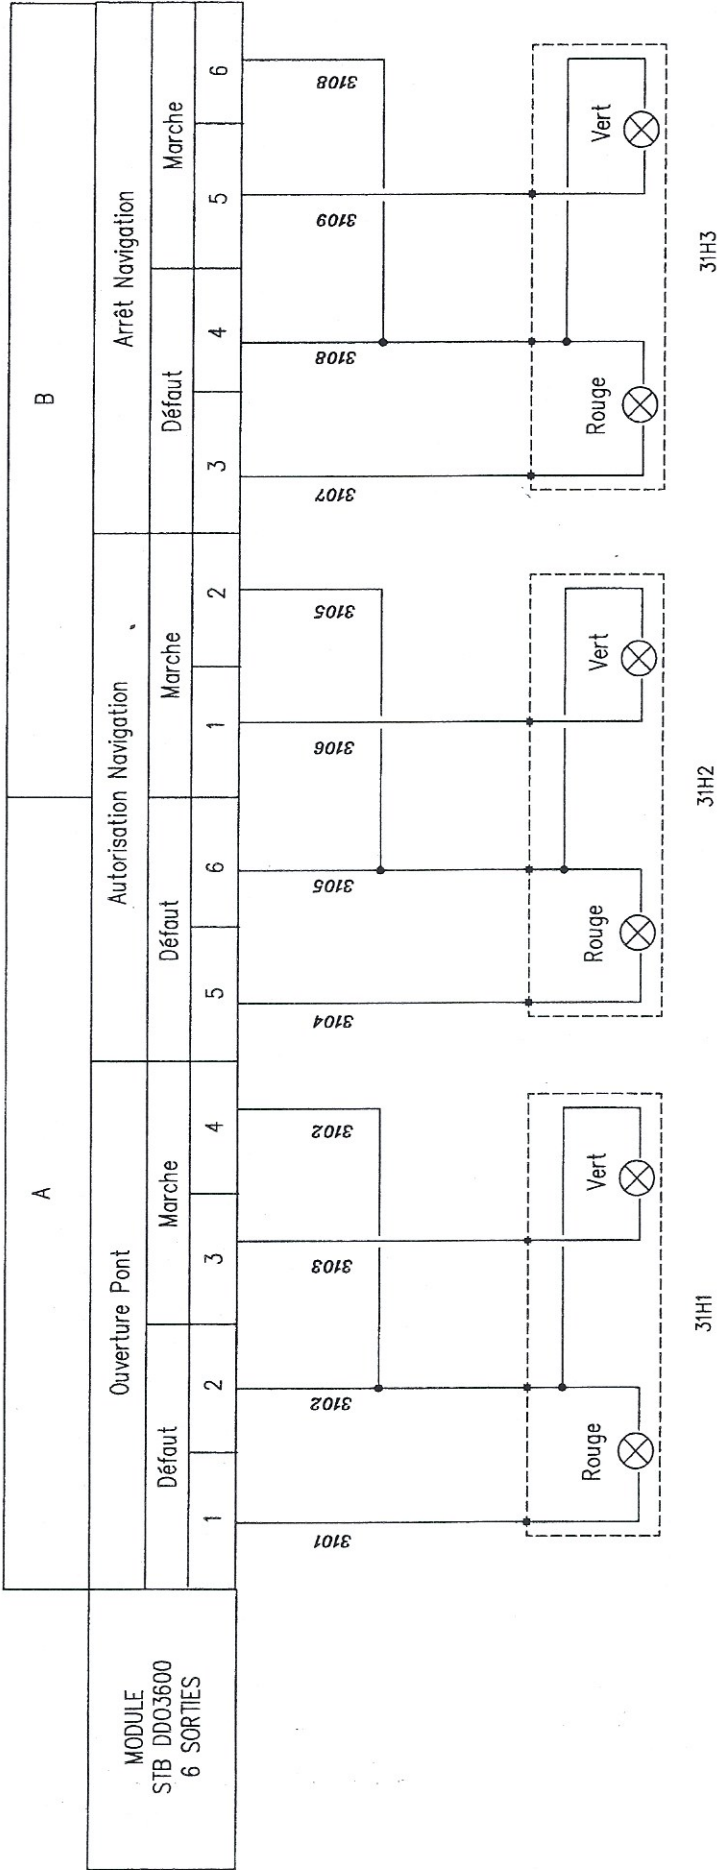 MODULE
STB DDO3600
6 SORTIES
A
B
Ouverture Pont
Autorisation Navigation
Arrêt Navigation
Défaut
Marche
Défaut
Marche
Défaut
Marche
1
2
3
4
5
6
1
2
3
4
5
6
3101
3102
3103
3102
3104
3105
3106
3105
3107
3108
3109
3108
Rouge
Vert
Rouge
Vert
Rouge
Vert
31H1
31H2
31H3